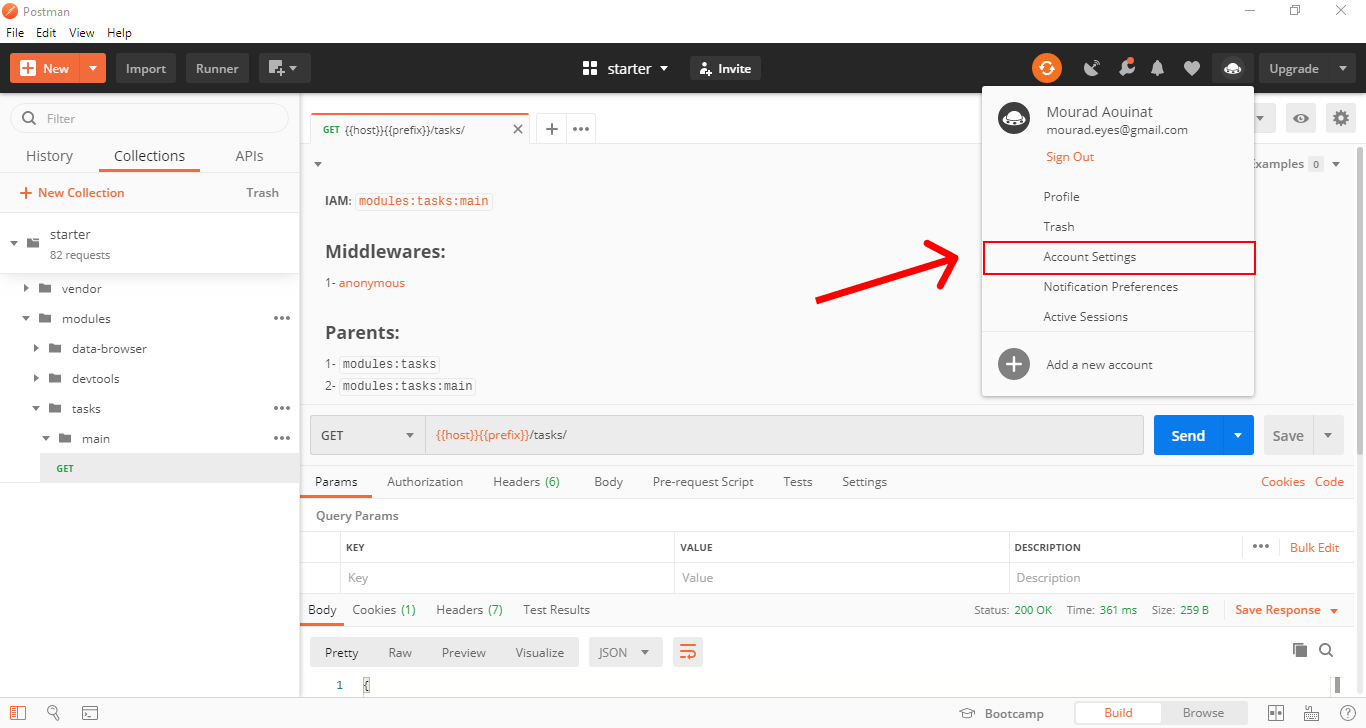 Postman
File Edit View Help
New Import Runner starter Invite Upgrade
Filter
History Collections APIs
New Collection Trash
starter
82 requests
vendor
modules
data-browser
devtools
tasks
main
GET
GET {{host}}{{prefix}}/tasks/
Examples 0
IAM: modules:tasks:main
Middlewares:
1- anonymous
Parents:
1- modules:tasks
2- modules:tasks:main
Mourad Aouinat
mourad.eyes@gmail.com
Sign Out
Profile
Trash
Account Settings
Notification Preferences
Active Sessions
Add a new account
GET {{host}}{{prefix}}/tasks/ Send Save
Params Authorization Headers (6) Body Pre-request Script Tests Settings Cookies Code
Query Params
KEY VALUE DESCRIPTION Bulk Edit
Key Value Description
Body Cookies (1) Headers (7) Test Results Status: 200 OK Time: 361 ms Size: 259 B Save Response
Pretty Raw Preview Visualize JSON
1 {
Bootcamp Build Browse